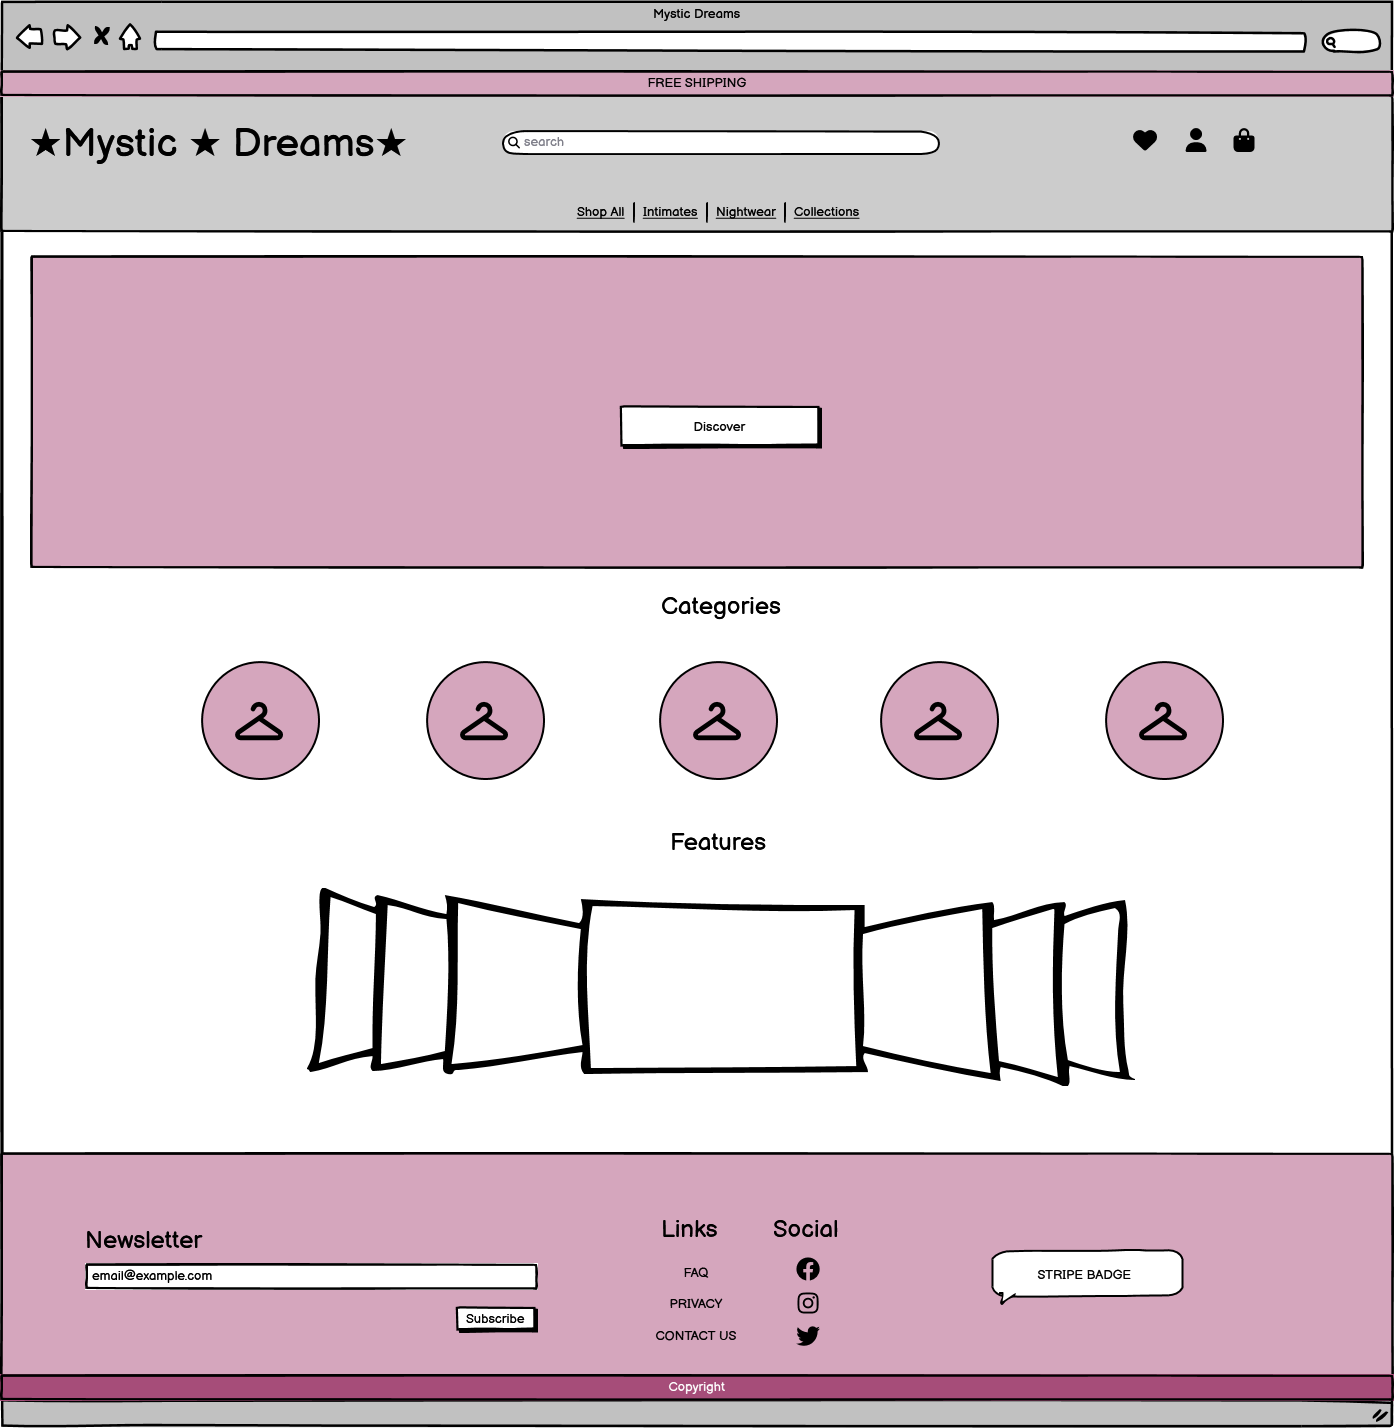 Mystic Dreams
FREE SHIPPING
★Mystic ★ Dreams★
search
Shop All | Intimates | Nightwear | Collections
Discover
Categories
Features
Newsletter
email@example.com
Subscribe
Links
FAQ
PRIVACY
CONTACT US
Social
STRIPE BADGE
Copyright